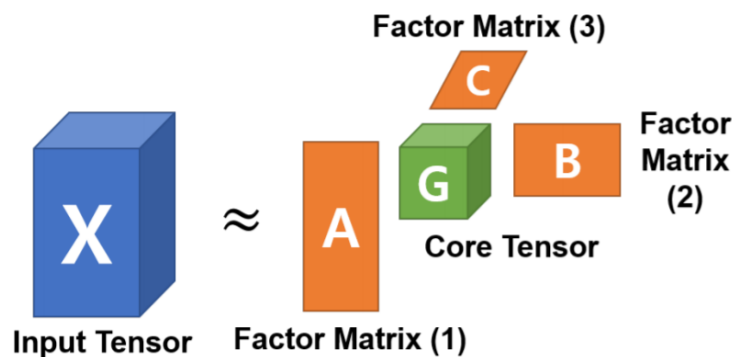 Factor Matrix (3)
C
X
≈
A
G
B
Factor
Matrix
(2)
Core Tensor
Input Tensor
Factor Matrix (1)